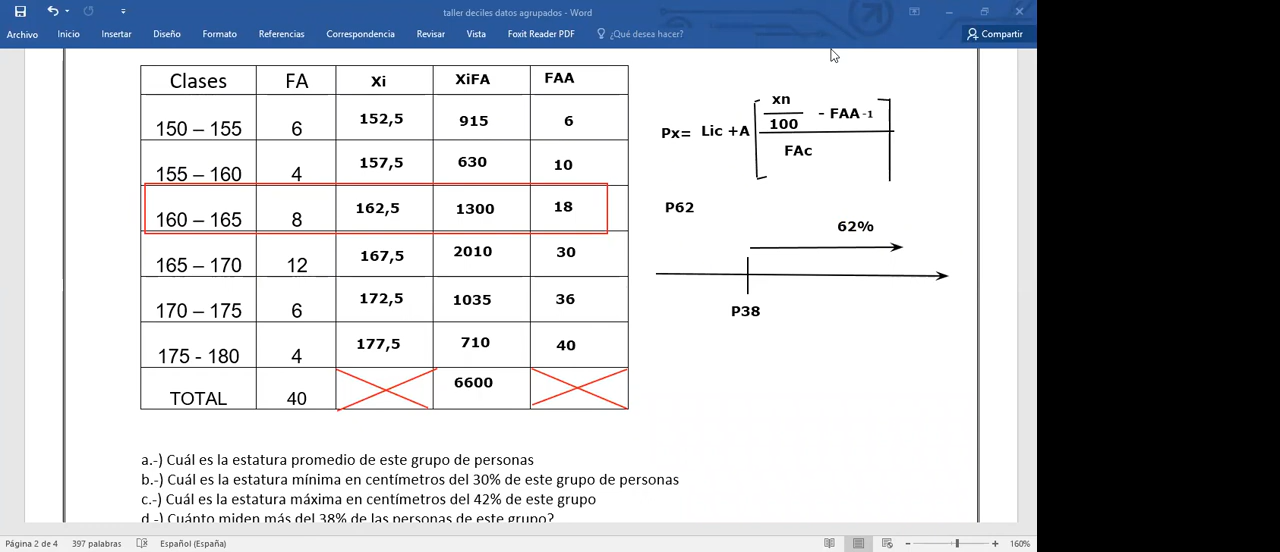 taller deciles datos agrupados - Word
Archivo Inicio Insertar Diseño Formato Referencias Correspondencia Revisar Vista Foxit Reader PDF ¿Qué desea hacer? Compartir
Clases FA Xi XiFA FAA
150 – 155 6 152,5 915 6
155 – 160 4 157,5 630 10
160 – 165 8 162,5 1300 18
165 – 170 12 167,5 2010 30
170 – 175 6 172,5 1035 36
175 - 180 4 177,5 710 40
TOTAL 40 6600
xn
100 - FAA -1
Px= Lic +A
FAc
P62
62%
P38
a.-) Cuál es la estatura promedio de este grupo de personas
b.-) Cuál es la estatura mínima en centímetros del 30% de este grupo de personas
c.-) Cuál es la estatura máxima en centímetros del 42% de este grupo
d.-) Cuánto miden más del 38% de las personas de este grupo?
Página 2 de 4 397 palabras Español (España) 160%